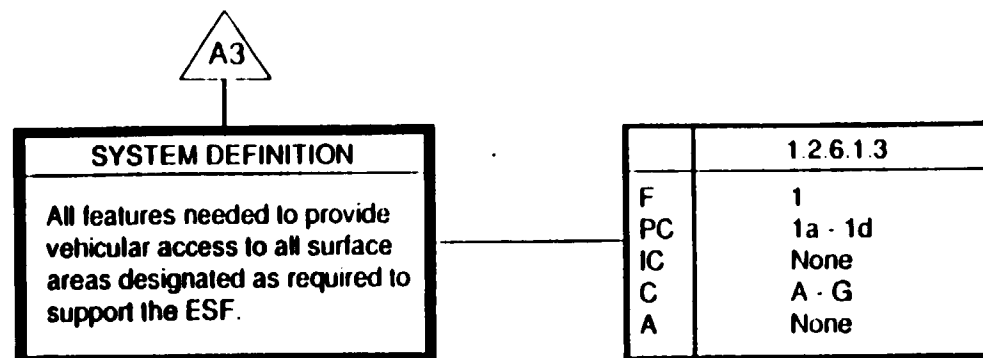 A3
SYSTEM DEFINITION
All features needed to provide
vehicular access to all surface
areas designated as required to
support the ESF.
1.2.6.1.3
F 1
PC 1a - 1d
IC None
C A - G
A None